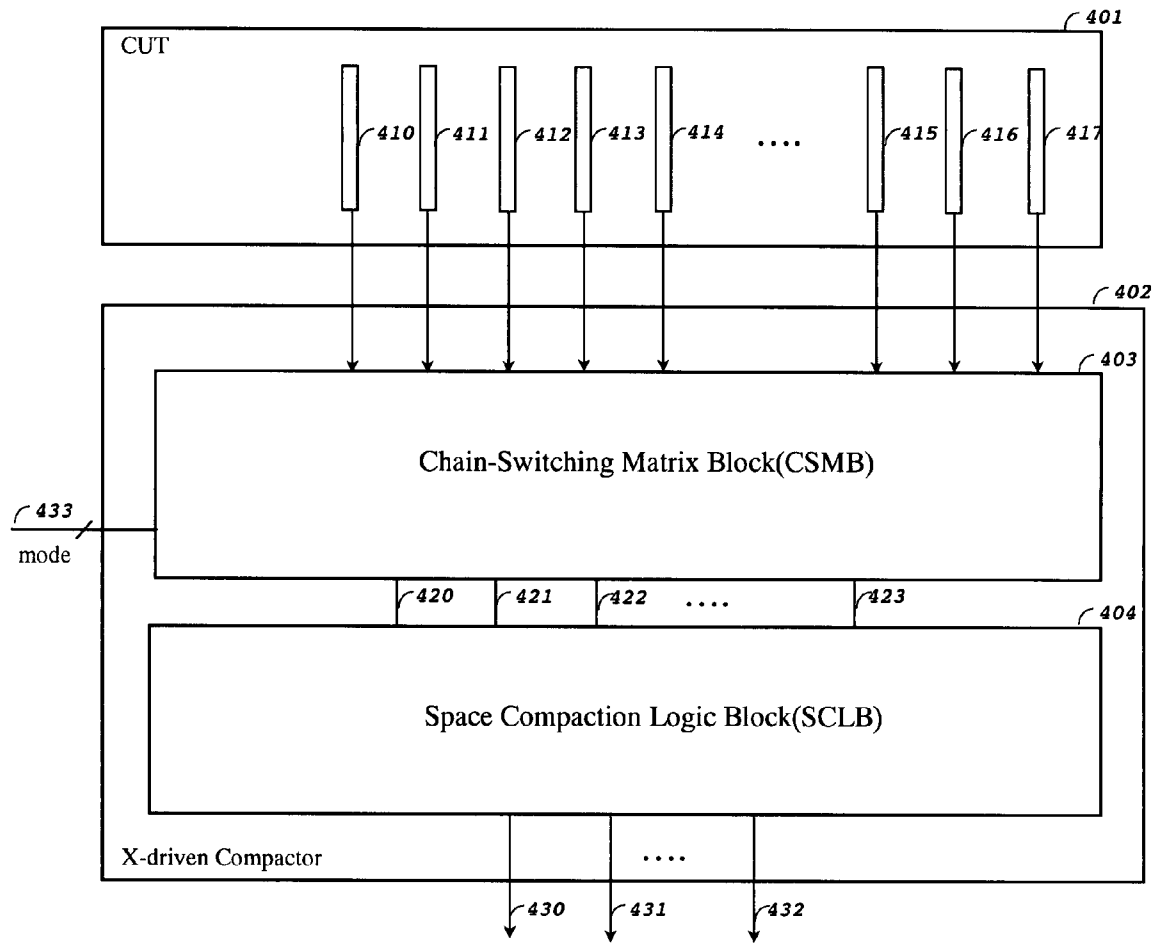 401
CUT
410 411 412 413 414 .... 415 416 417
402
403
Chain-Switching Matrix Block(CSMB)
433
mode
420 421 422 .... 423
404
Space Compaction Logic Block(SCLB)
X-driven Compactor
....
430 431 432